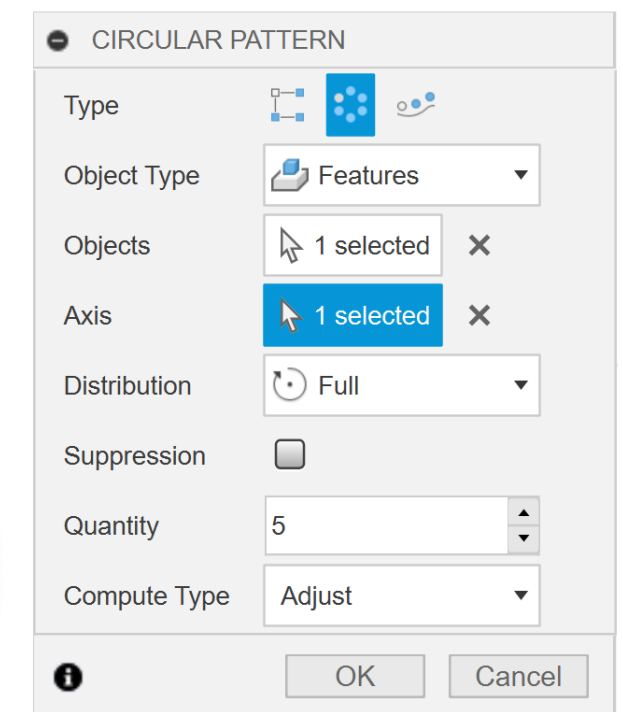 CIRCULAR PATTERN
Type
Object Type Features
Objects 1 selected
Axis 1 selected
Distribution Full
Suppression
Quantity 5
Compute Type Adjust
OK Cancel